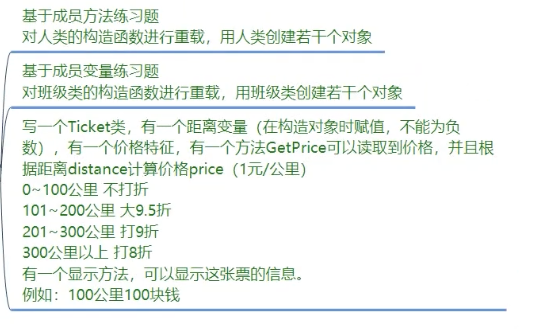 基于成员方法练习题
对人类的构造函数进行重载，用人类创建若干个对象
基于成员变量练习题
对班级类的构造函数进行重载，用班级类创建若干个对象
写一个Ticket类，有一个距离变量（在构造对象时赋值，不能为负
数），有一个价格特征，有一个方法GetPrice可以读取到价格，并且根
据距离distance计算价格price（1元/公里）
0~100公里 不打折
101~200公里 大9.5折
201~300公里 打9折
300公里以上 打8折
有一个显示方法，可以显示这张票的信息。
例如：100公里100块钱